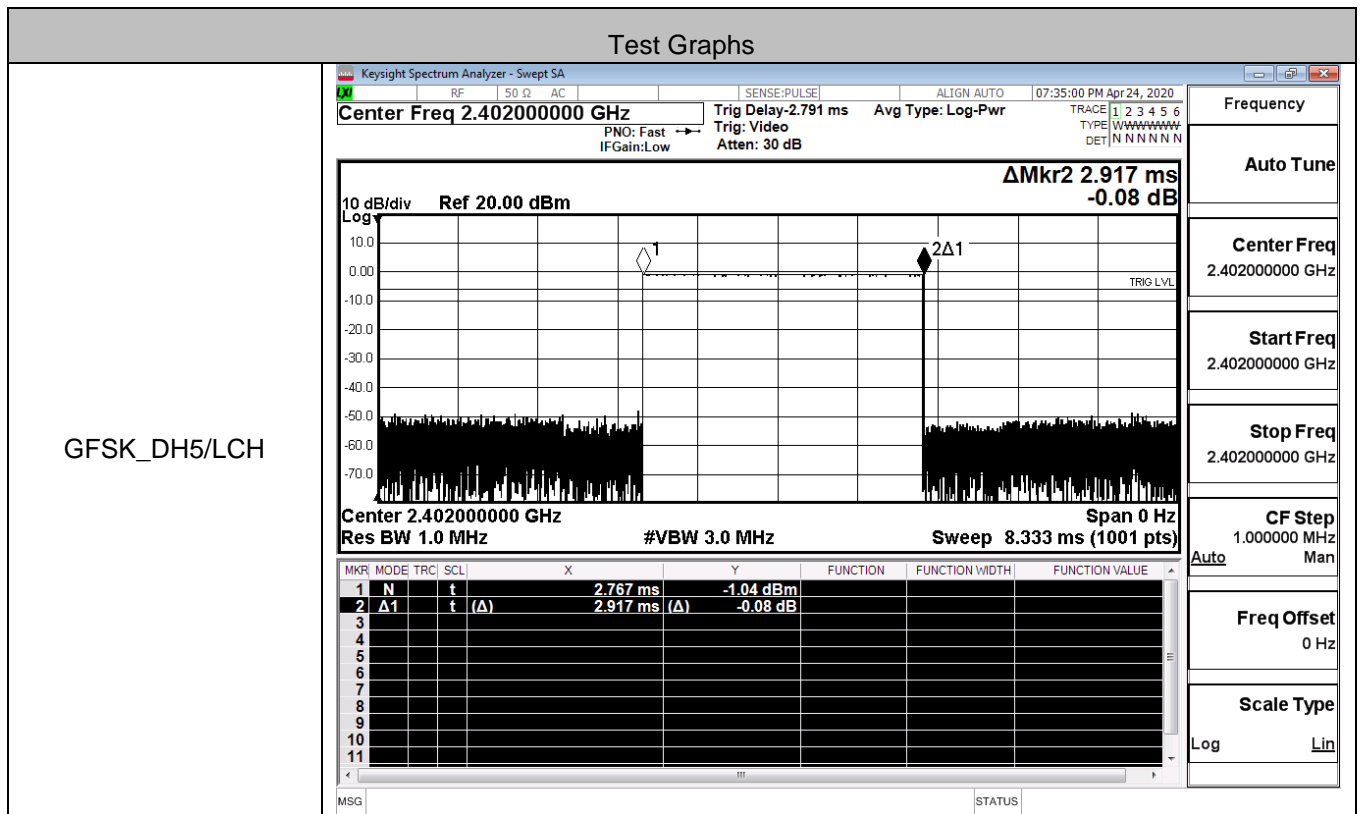 Test Graphs
GFSK_DH5/LCH
Keysight Spectrum Analyzer - Swept SA
LXI RF 50 Ω AC SENSE:PULSE ALIGN AUTO 07:35:00 PM Apr 24, 2020
Center Freq 2.402000000 GHz
PNO: Fast
IFGain:Low
Trig Delay-2.791 ms
Trig: Video
Atten: 30 dB
Avg Type: Log-Pwr
TRACE 1 2 3 4 5 6
TYPE WWWWWW
DET N N N N N N
ΔMkr2 2.917 ms
-0.08 dB
10 dB/div Ref 20.00 dBm
Log
10.0
0.00
-10.0
-20.0
-30.0
-40.0
-50.0
-60.0
-70.0
1
2Δ1
TRIG LVL
Center 2.402000000 GHz Span 0 Hz
Res BW 1.0 MHz #VBW 3.0 MHz Sweep 8.333 ms (1001 pts)
MKR MODE TRC SCL X Y FUNCTION FUNCTION WIDTH FUNCTION VALUE
1 N t 2.767 ms -1.04 dBm
2 Δ1 t (Δ) 2.917 ms (Δ) -0.08 dB
3
4
5
6
7
8
9
10
11
MSG STATUS
Frequency
Auto Tune
Center Freq
2.402000000 GHz
Start Freq
2.402000000 GHz
Stop Freq
2.402000000 GHz
CF Step
1.000000 MHz
Auto Man
Freq Offset
0 Hz
Scale Type
Log Lin